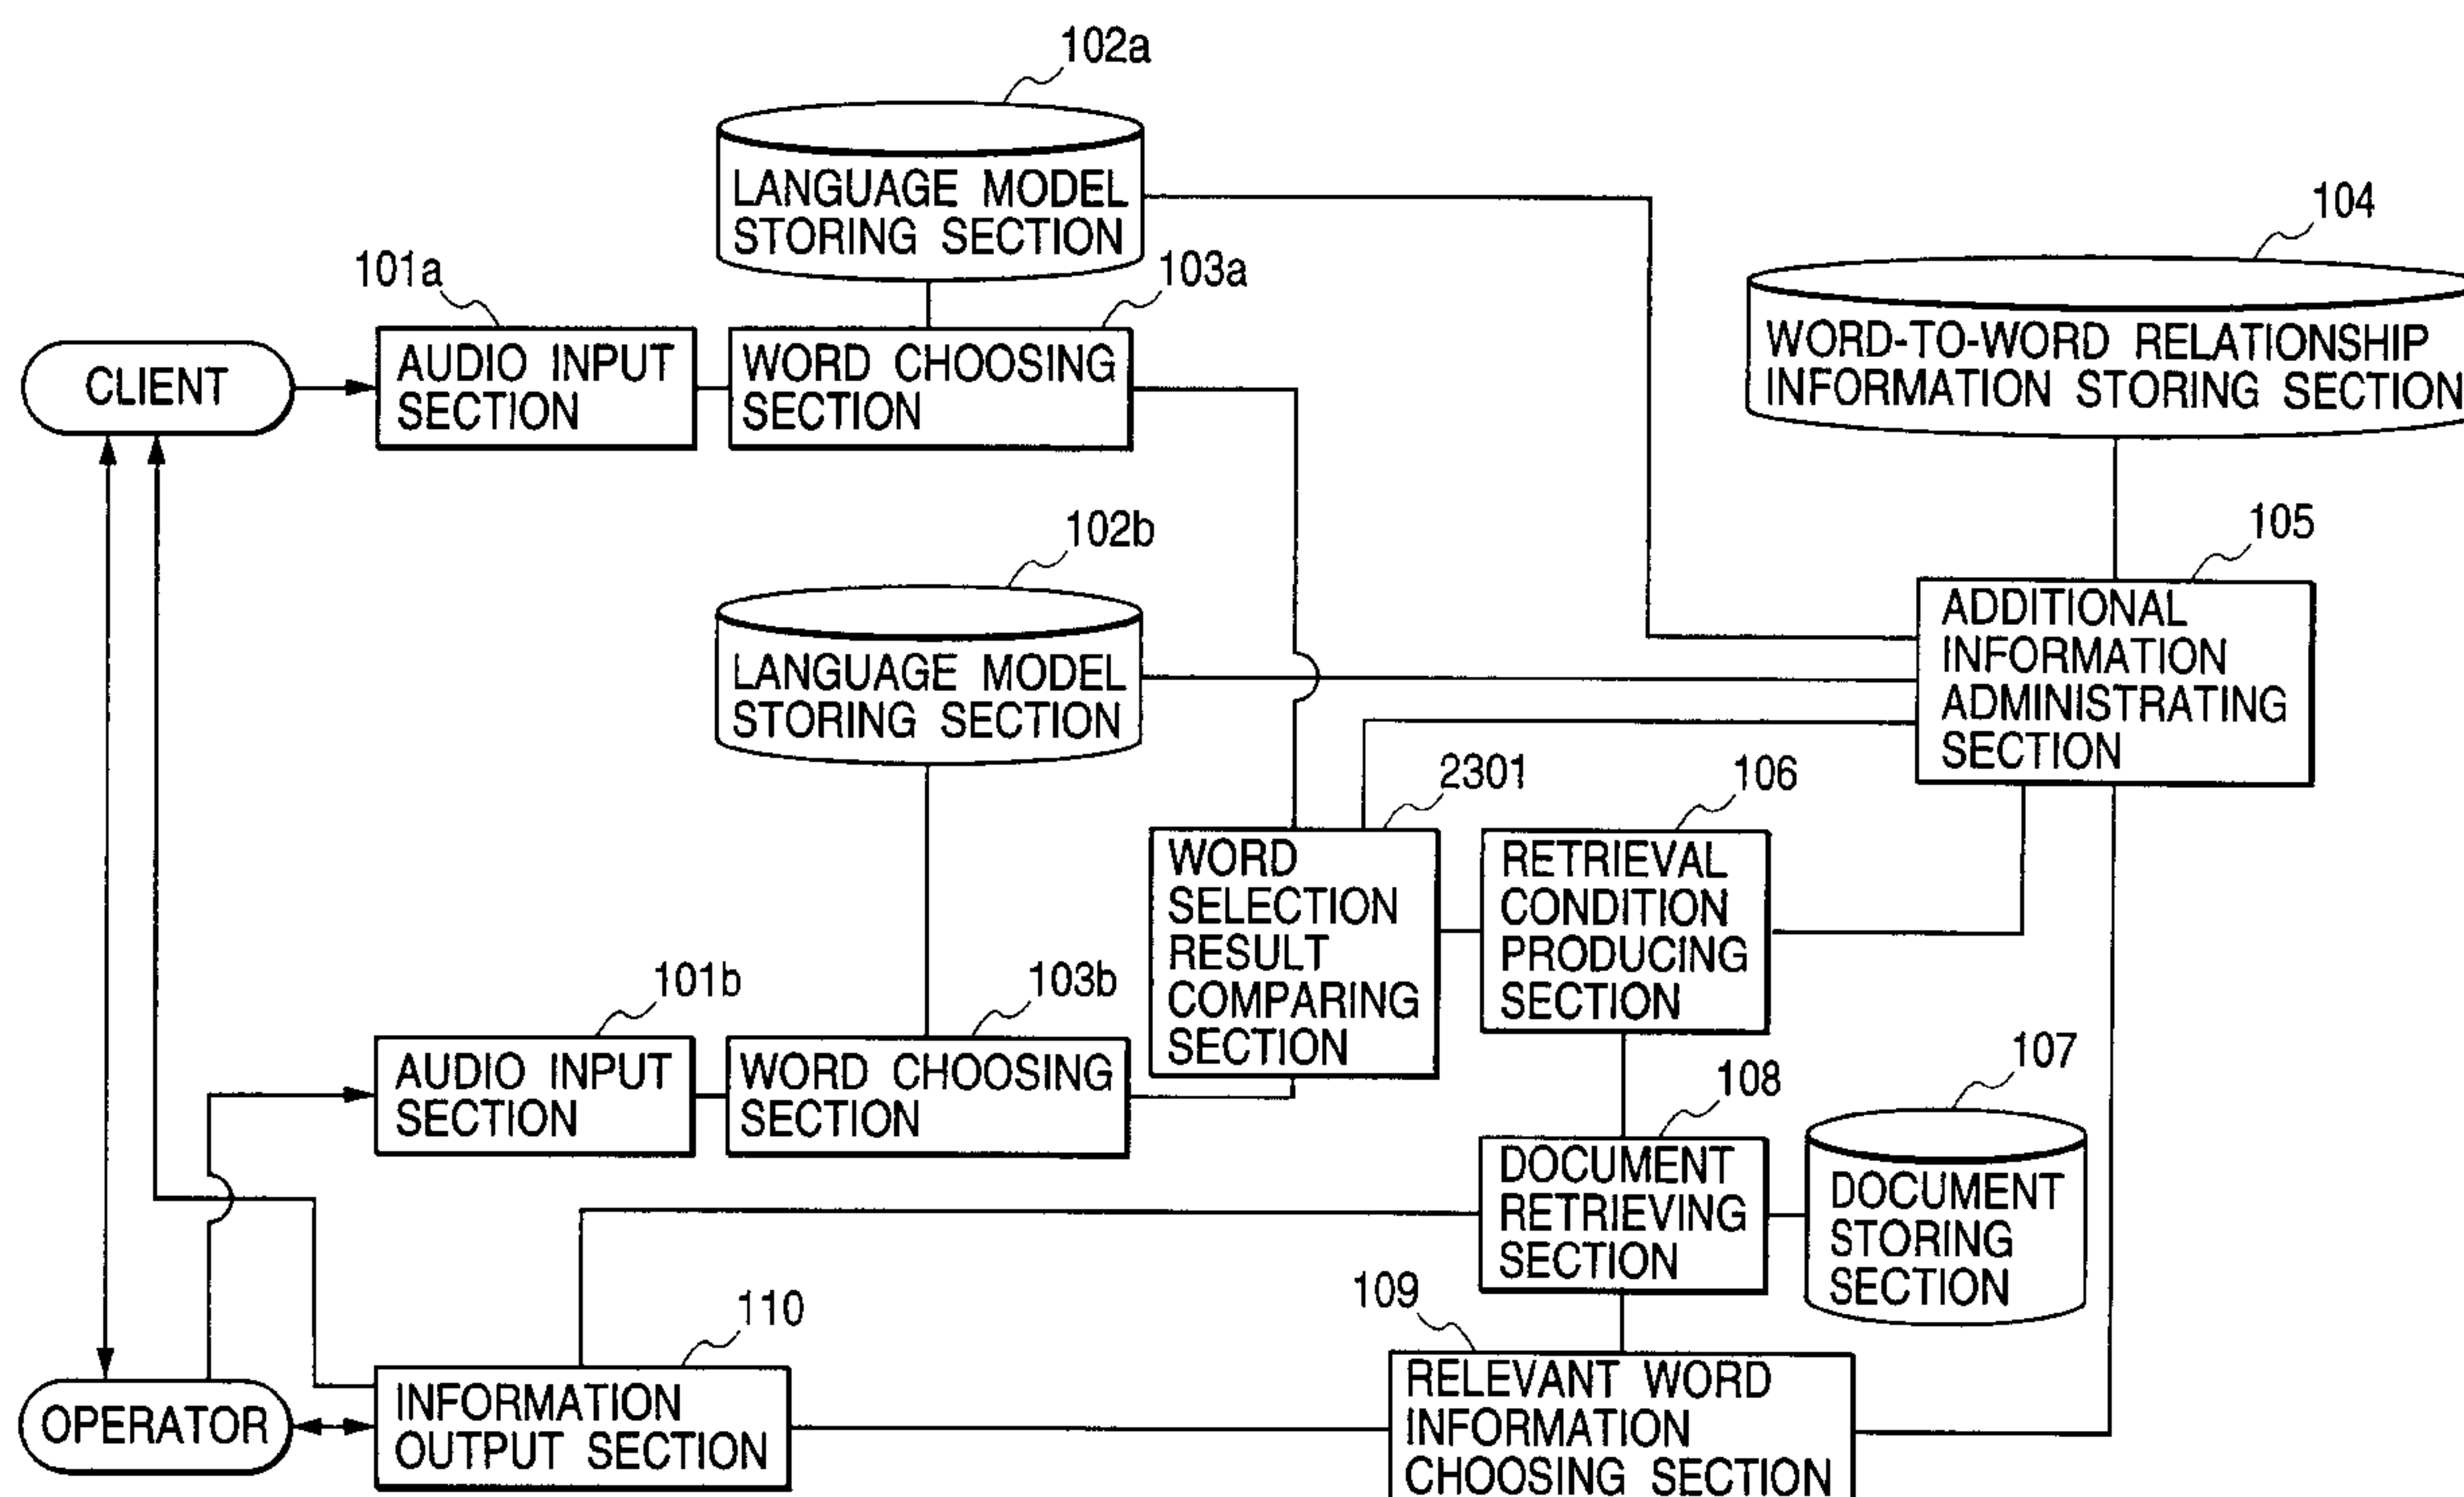 102a
LANGUAGE MODEL
STORING SECTION
104
WORD-TO-WORD RELATIONSHIP
INFORMATION STORING SECTION
101a
103a
CLIENT
AUDIO INPUT
SECTION
WORD CHOOSING
SECTION
102b
LANGUAGE MODEL
STORING SECTION
105
ADDITIONAL
INFORMATION
ADMINISTRATING
SECTION
2301
WORD
SELECTION
RESULT
COMPARING
SECTION
106
RETRIEVAL
CONDITION
PRODUCING
SECTION
101b
103b
AUDIO INPUT
SECTION
WORD CHOOSING
SECTION
108
DOCUMENT
RETRIEVING
SECTION
107
DOCUMENT
STORING
SECTION
110
OPERATOR
INFORMATION
OUTPUT SECTION
109
RELEVANT WORD
INFORMATION
CHOOSING SECTION